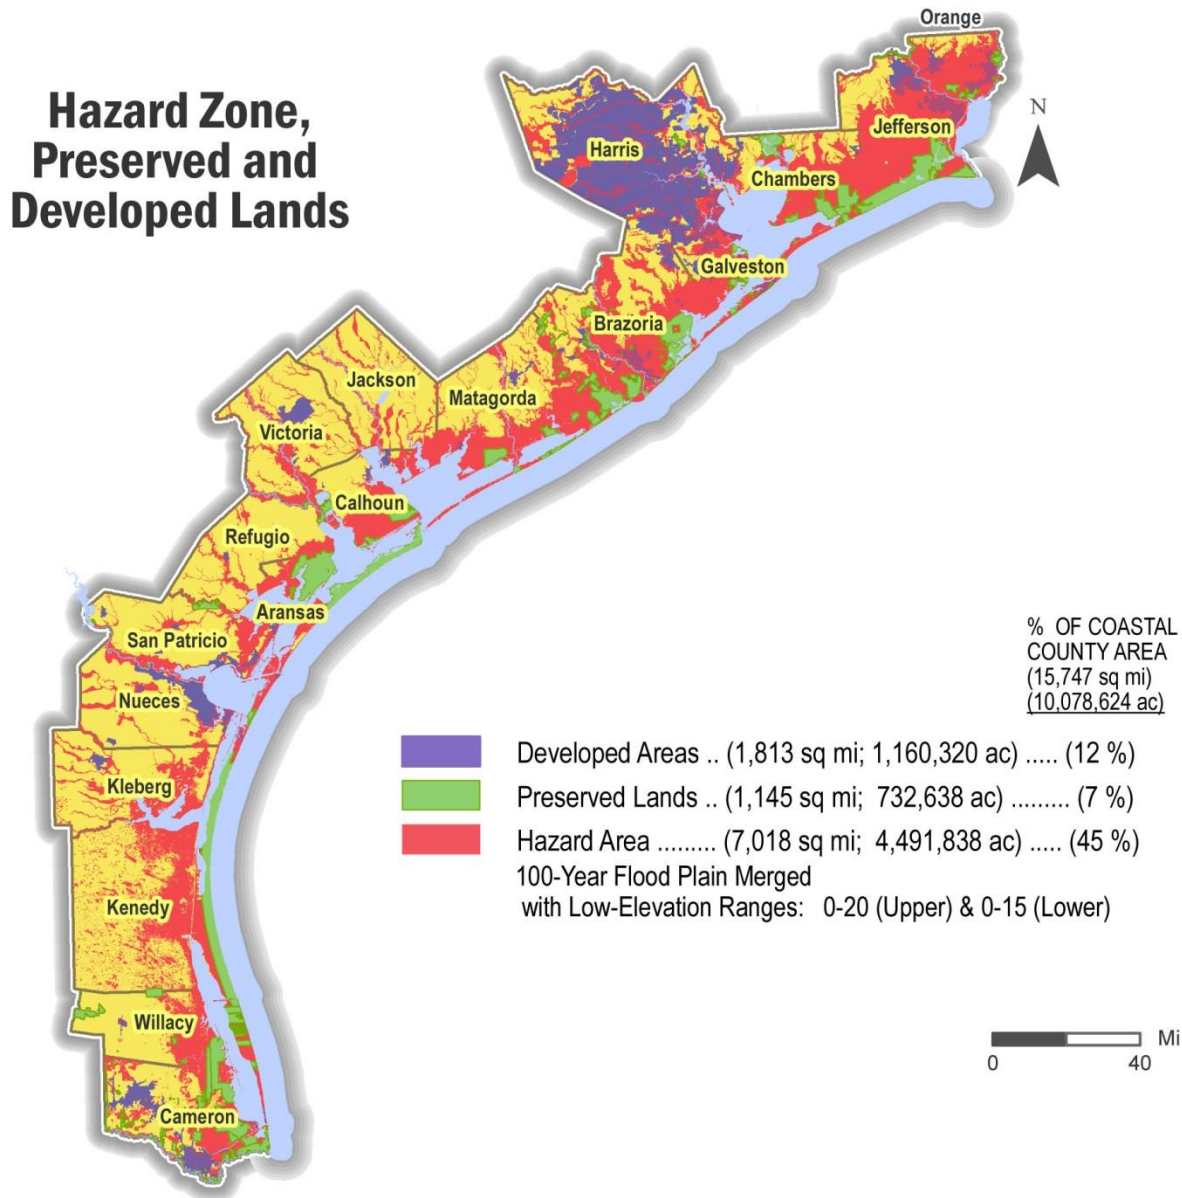 Hazard Zone,
Preserved and
Developed Lands
Orange
N
Jefferson
Harris
Chambers
Galveston
Brazoria
Jackson
Matagorda
Victoria
Calhoun
Refugio
Aransas
San Patricio
Nueces
Kleberg
Kenedy
Willacy
Cameron
% OF COASTAL
COUNTY AREA
(15,747 sq mi)
(10,078,624 ac)
Developed Areas .. (1,813 sq mi; 1,160,320 ac) ..... (12 %)
Preserved Lands .. (1,145 sq mi; 732,638 ac) ......... (7 %)
Hazard Area ......... (7,018 sq mi; 4,491,838 ac) ..... (45 %)
100-Year Flood Plain Merged
with Low-Elevation Ranges: 0-20 (Upper) & 0-15 (Lower)
Mi
0 40